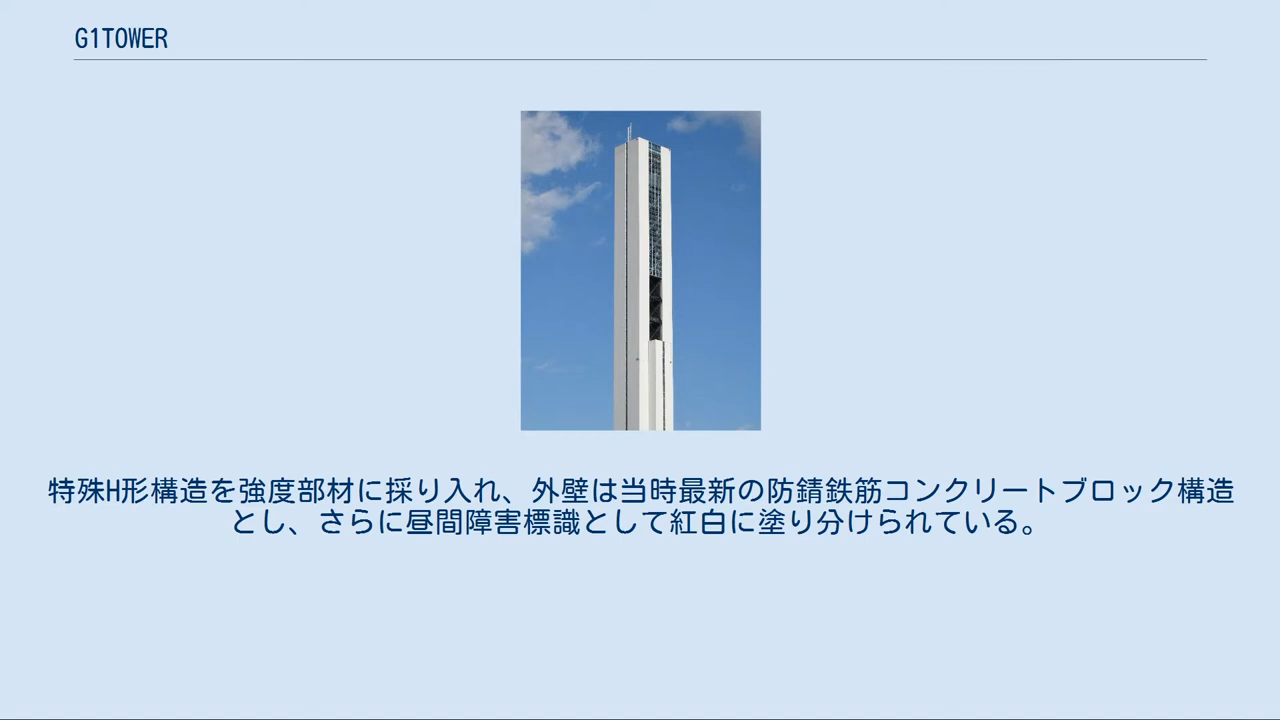 G1TOWER
特殊H形構造を強度部材に採り入れ、外壁は当時最新の防錆鉄筋コンクリートブロック構造
とし、さらに昼間障害標識として紅白に塗り分けられている。